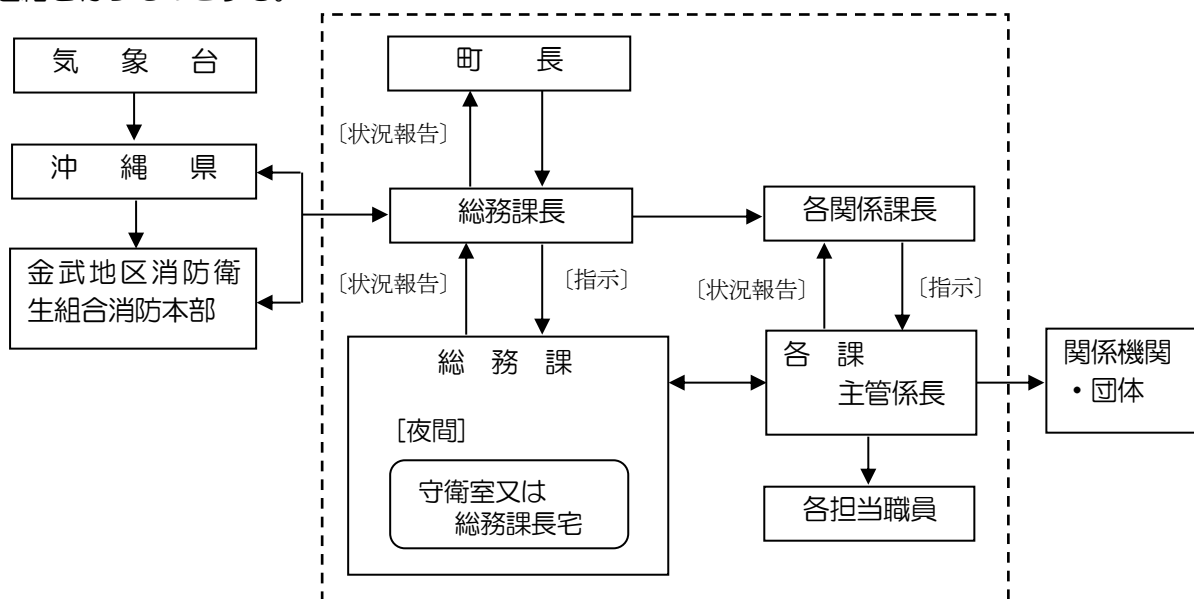 気象台
町長
〔状況報告〕
沖縄県
総務課長
各関係課長
金武地区消防衛
生組合消防本部
〔状況報告〕
〔指示〕
〔状況報告〕
〔指示〕
総務課
各課
主管係長
関係機関
・団体
[夜間]
守衛室又は
総務課長宅
各担当職員